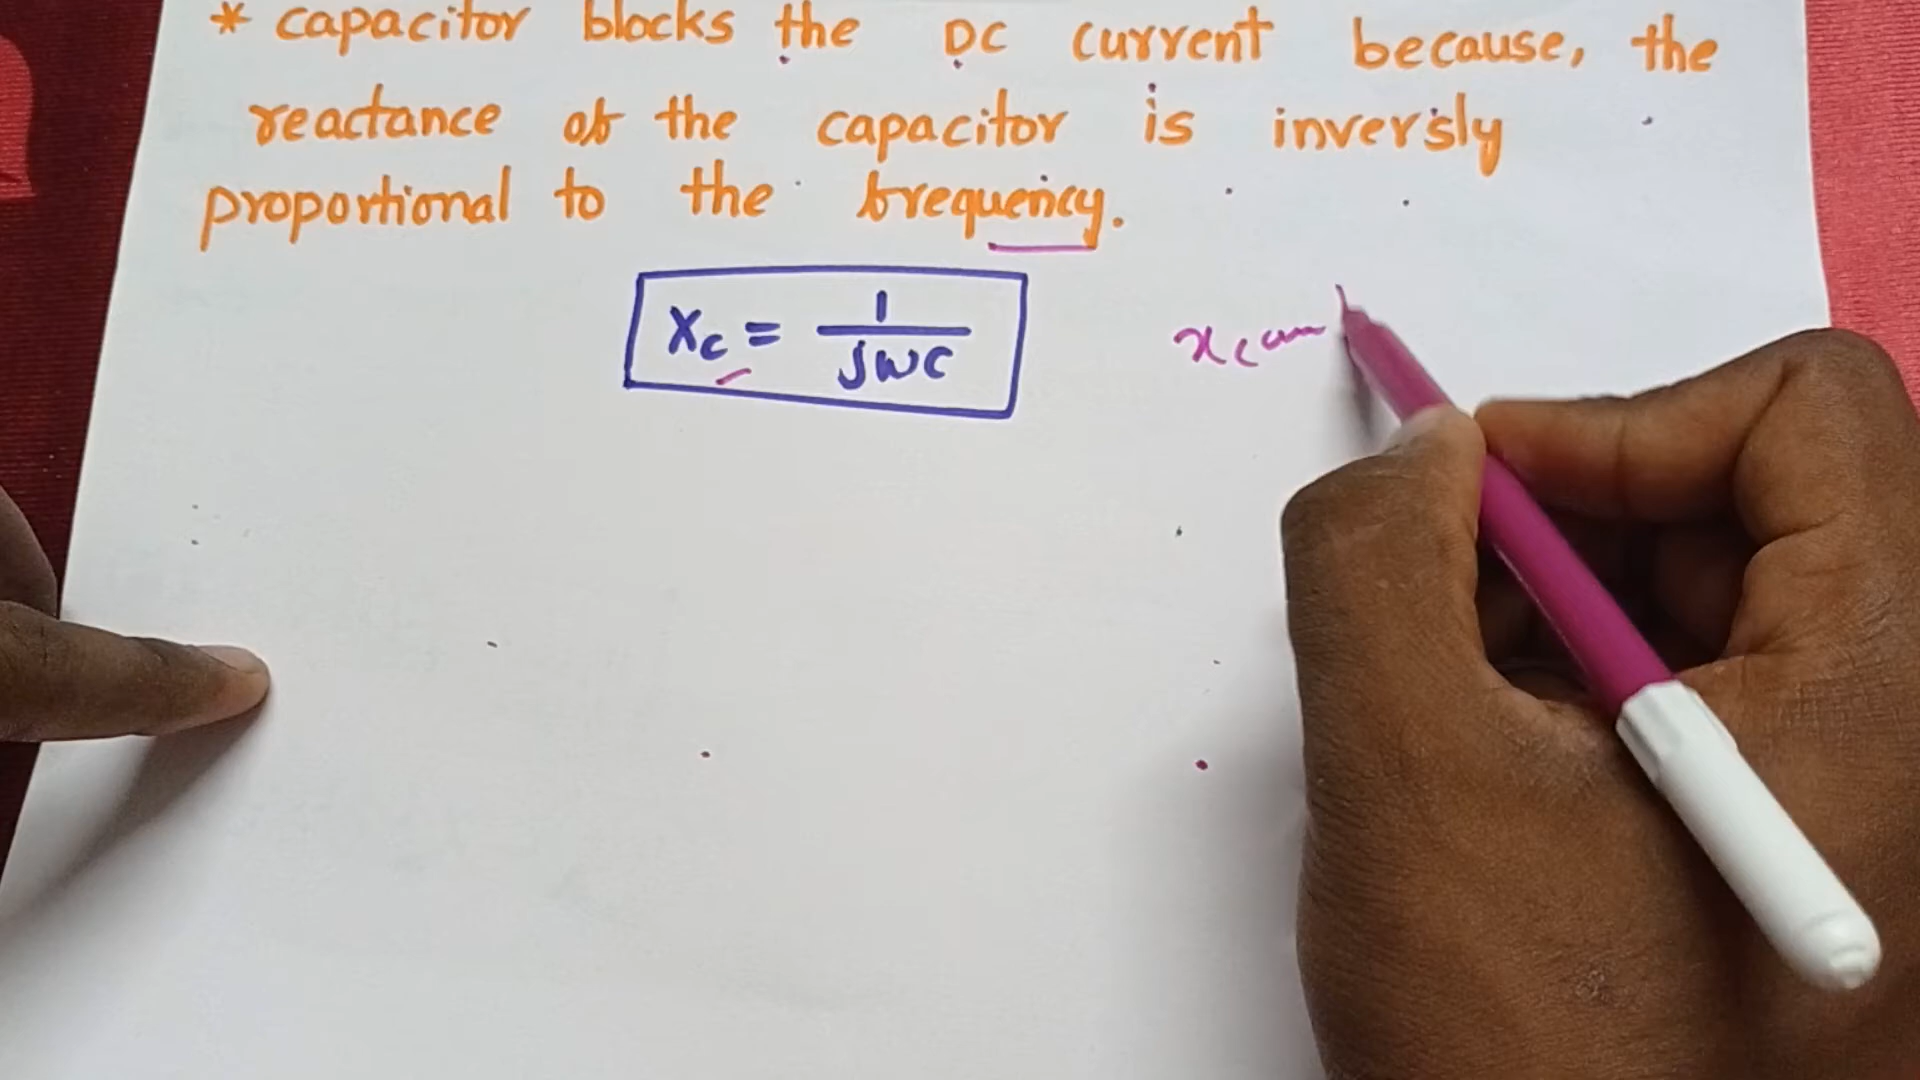 * capacitor blocks the DC current because, the
reactance of the capacitor is inversly
proportional to the frequency.
Xc = 1/jwc
xc